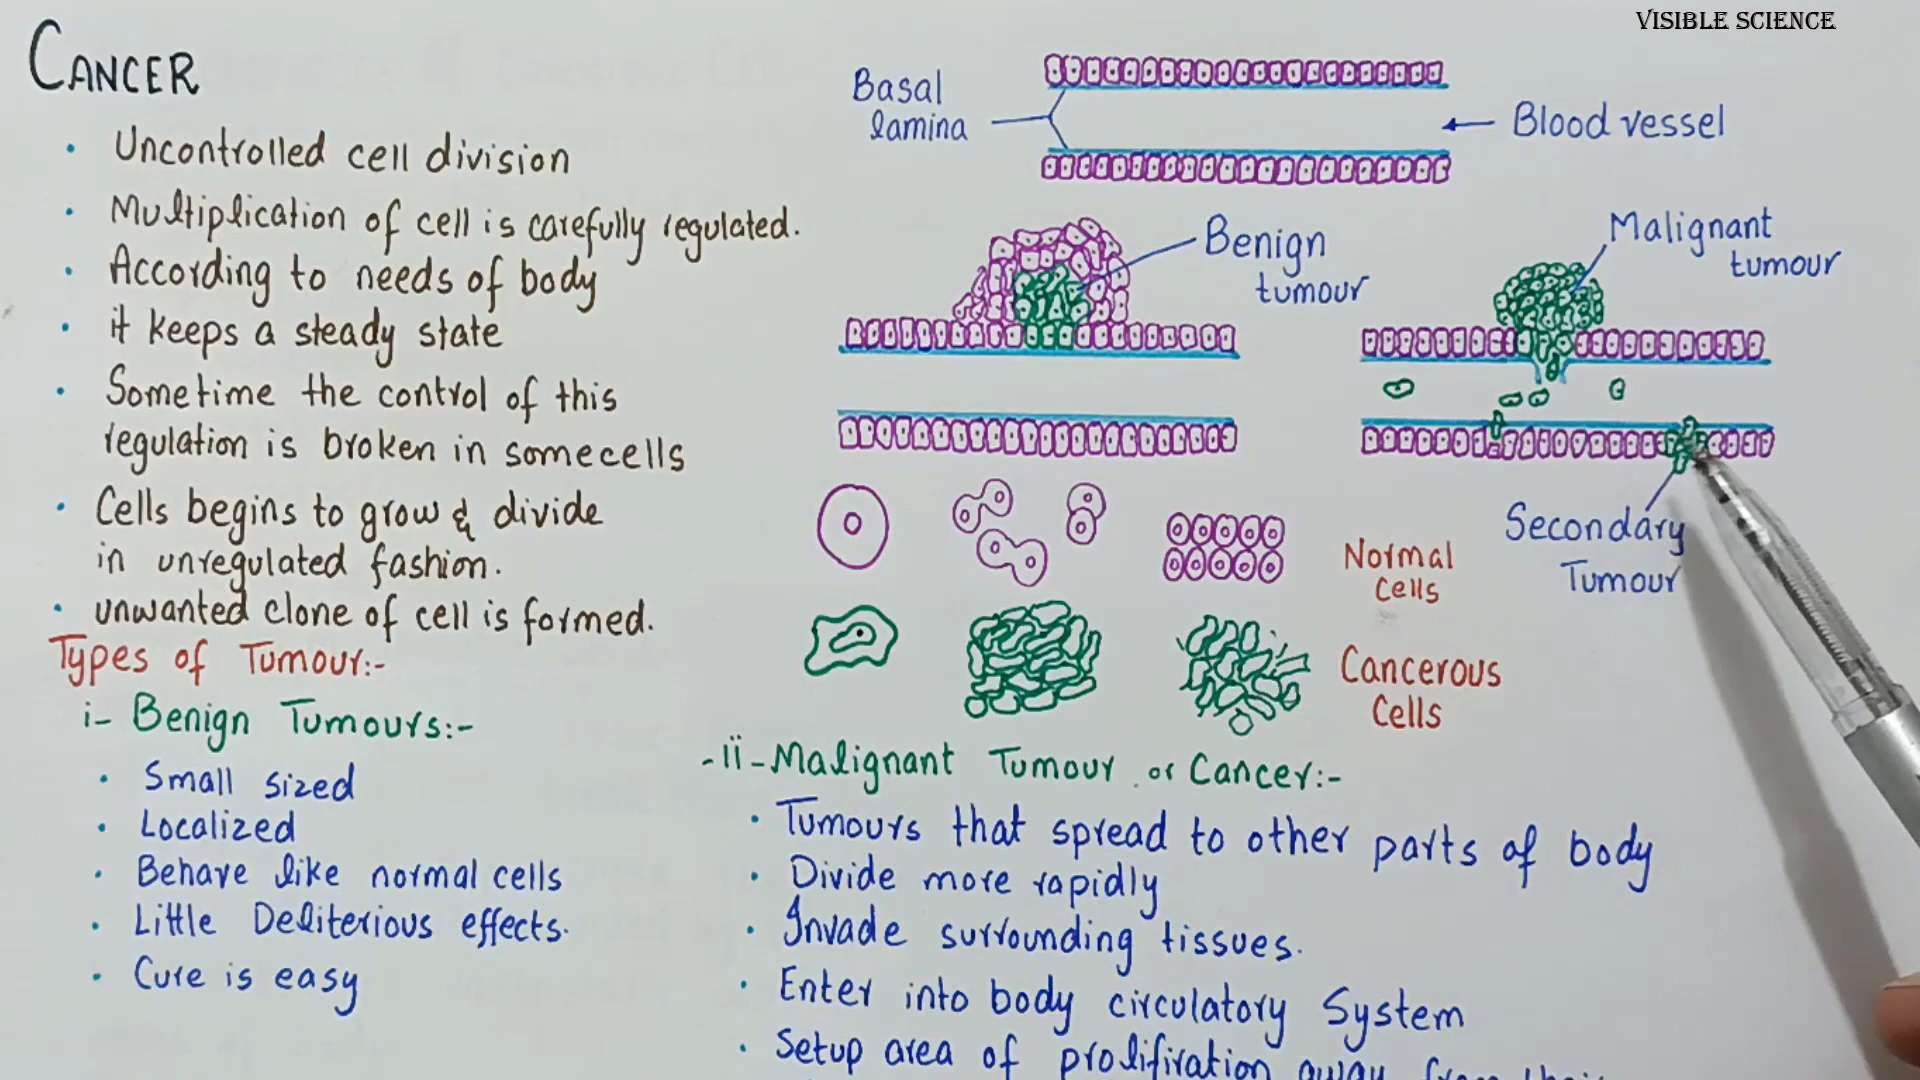 VISIBLE SCIENCE
CANCER
• Uncontrolled cell division
• Multiplication of cell is carefully regulated.
• According to needs of body
• it keeps a steady state
• Sometime the control of this
regulation is broken in some cells
• Cells begins to grow & divide
in unregulated fashion.
• unwanted clone of cell is formed.
Types of Tumour:-
i- Benign Tumours:-
• Small sized
• Localized
• Behave like normal cells
• Little Deliterious effects.
• Cure is easy
Basal
lamina
Blood vessel
Benign
tumour
Malignant
tumour
Secondary
Tumour
Normal
Cells
Cancerous
Cells
-ii- Malignant Tumour or Cancer:-
• Tumours that spread to other parts of body
• Divide more rapidly
• Invade surrounding tissues.
• Enter into body circulatory System
• Setup area of prolifiration away from their